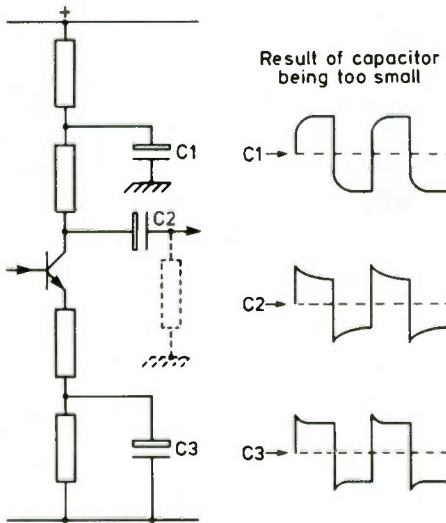 +
Result of capacitor
being too small
C1
C1
C2
C2
C3
C3